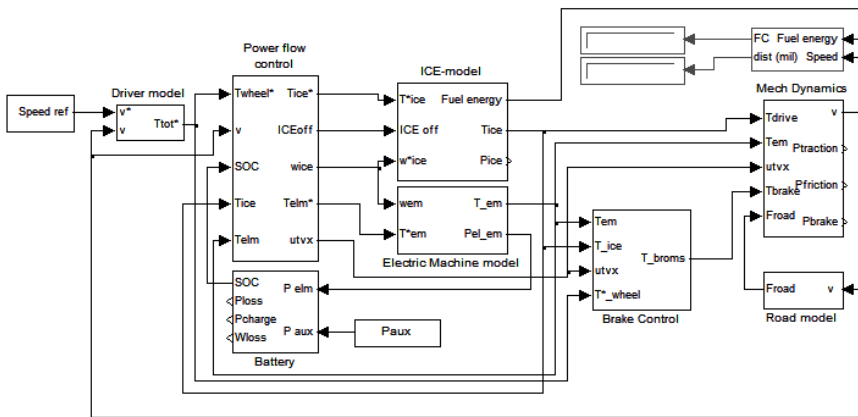 Power flow
control
Driver model
Speed ref
v*
v
Ttot*
Twheel*
v
SOC
Tice
Telm
Tice*
ICEoff
wice
Telm*
utvx
ICE-model
T*ice
ICE off
w*ice
Fuel energy
Tice
Pice
wem
T*em
T_em
Pel_em
Electric Machine model
SOC
Ploss
Pcharge
Wloss
P elm
P aux
Battery
Paux
Tem
T_ice
utvx
T*_wheel
T_broms
Brake Control
FC
dist (mil)
Fuel energy
Speed
Mech Dynamics
Tdrive
Tem
utvx
Tbrake
Froad
v
Ptraction
Pfriction
Pbrake
Froad
v
Road model